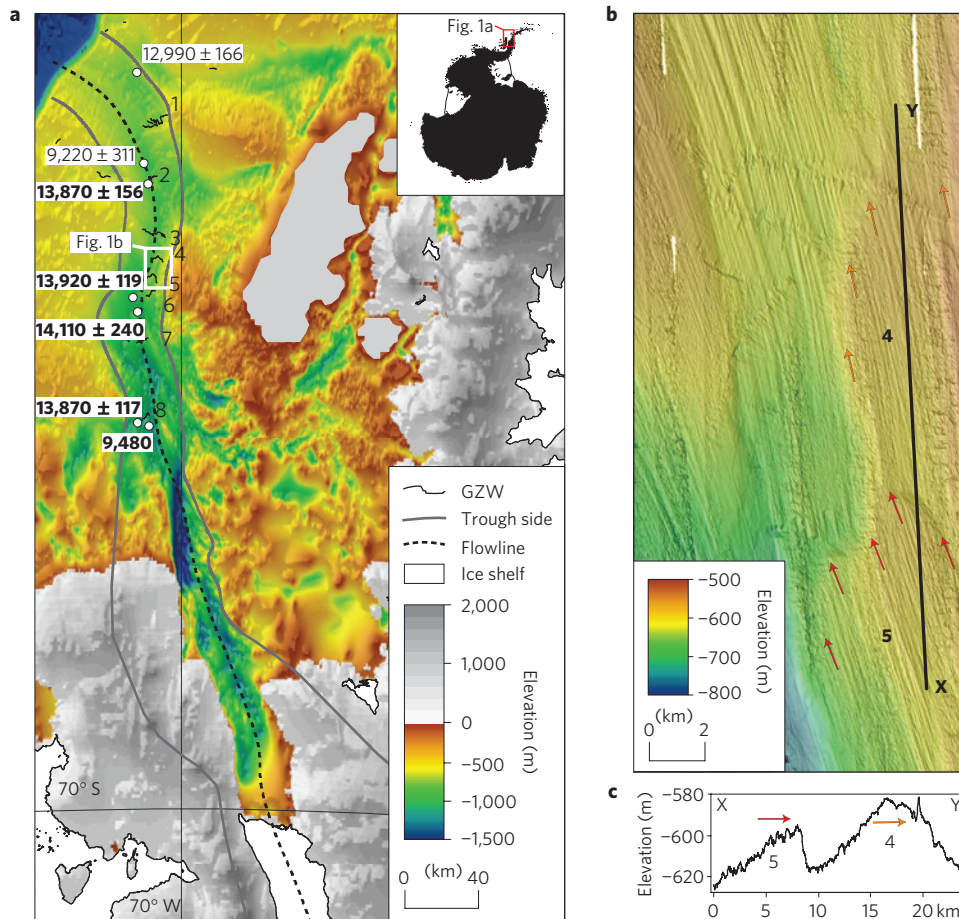 a
12,990 ± 166
Fig. 1a
1
9,220 ± 311
2
13,870 ± 156
3
Fig. 1b
4
13,920 ± 119
5
6
14,110 ± 240
7
13,870 ± 117
8
9,480
GZW
Trough side
Flowline
Ice shelf
2,000
1,000
0
−500
−1,000
−1,500
Elevation (m)
(km)
0 40
70° S
70° W
b
Y
4
5
X
−500
−600
−700
−800
Elevation (m)
(km)
0 2
c
X Y
−580
−600
−620
Elevation (m)
5
4
0 5 10 15 20 km